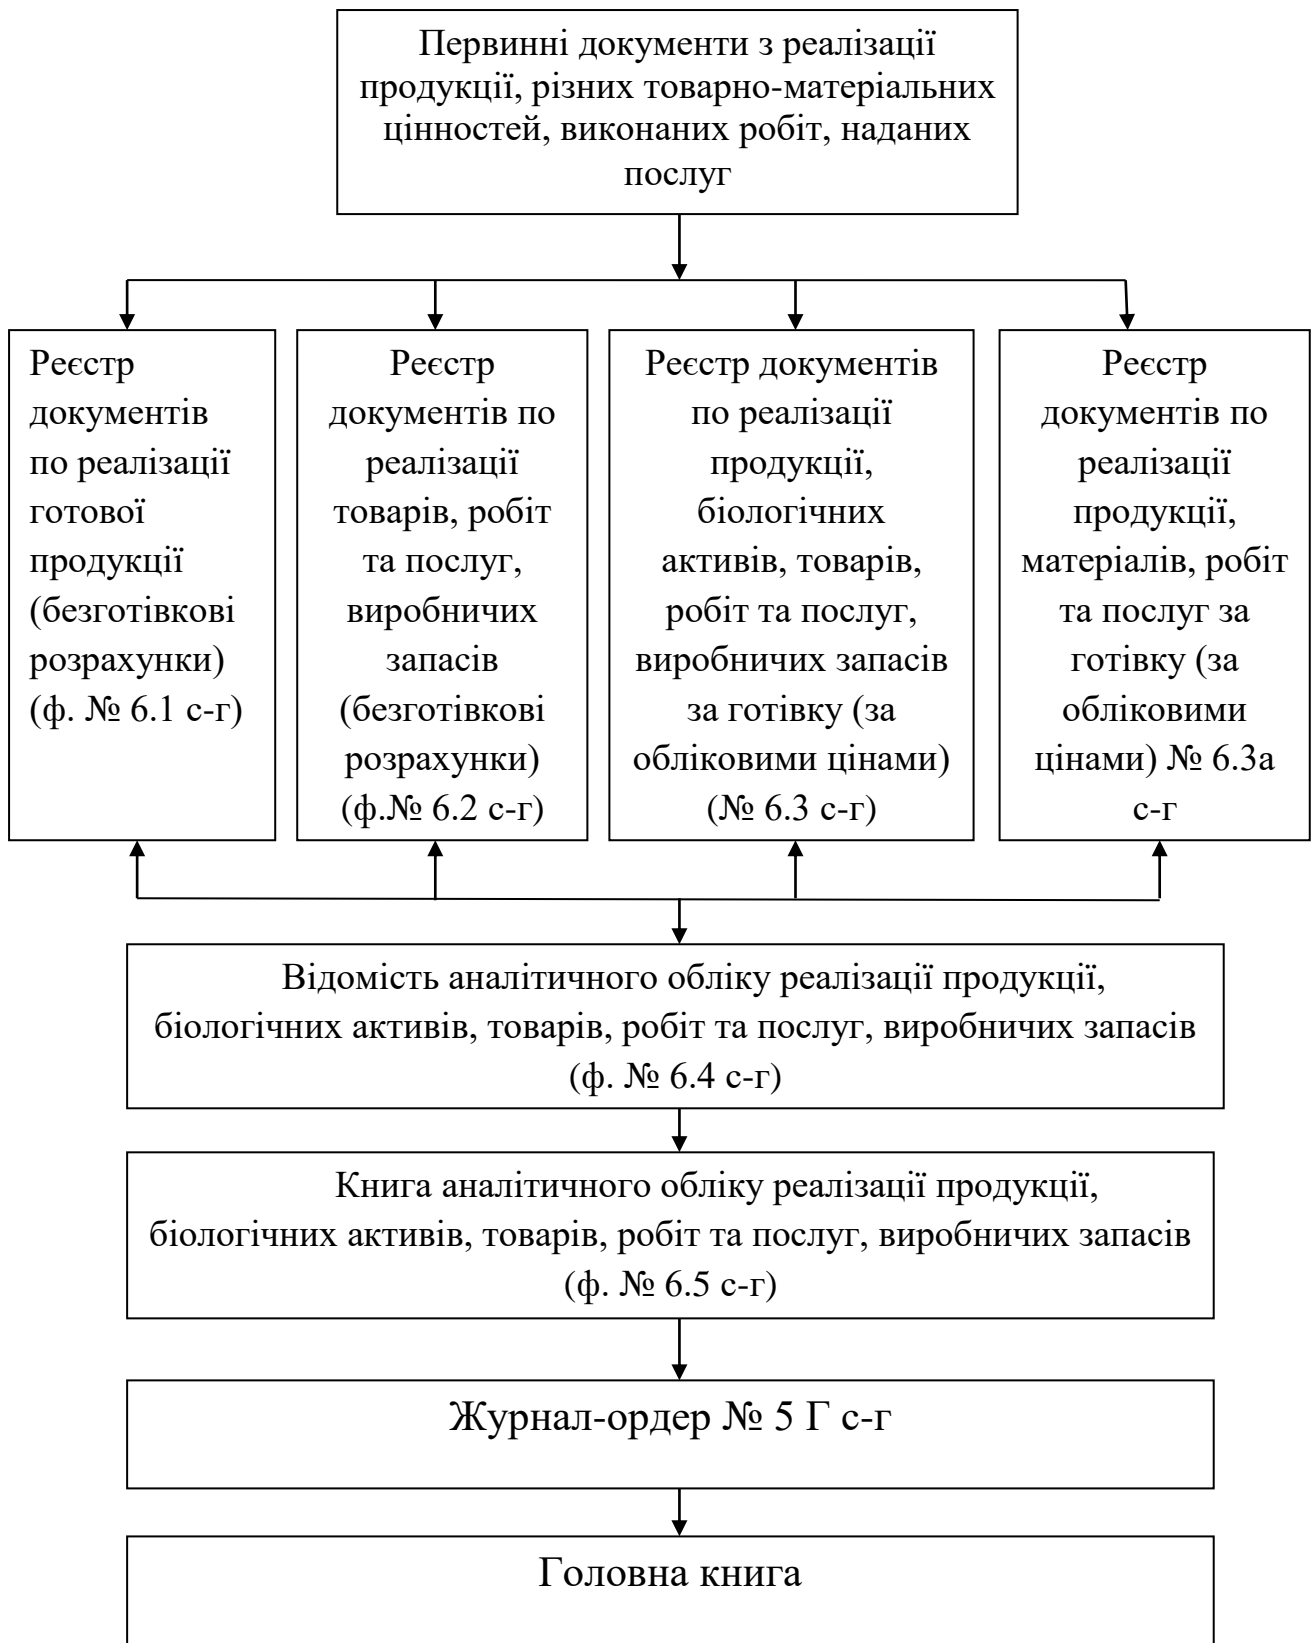 Первинні документи з реалізації
продукції, різних товарно-матеріальних
цінностей, виконаних робіт, наданих
послуг
Реєстр
документів
по реалізації
готової
продукції
(безготівкові
розрахунки)
(ф. № 6.1 с-г)
Реєстр
документів по
реалізації
товарів, робіт
та послуг,
виробничих
запасів
(безготівкові
розрахунки)
(ф.№ 6.2 с-г)
Реєстр документів
по реалізації
продукції,
біологічних
активів, товарів,
робіт та послуг,
виробничих запасів
за готівку (за
обліковими цінами)
(№ 6.3 с-г)
Реєстр
документів по
реалізації
продукції,
матеріалів, робіт
та послуг за
готівку (за
обліковими
цінами) № 6.3а
с-г
Відомість аналітичного обліку реалізації продукції,
біологічних активів, товарів, робіт та послуг, виробничих запасів
(ф. № 6.4 с-г)
Книга аналітичного обліку реалізації продукції,
біологічних активів, товарів, робіт та послуг, виробничих запасів
(ф. № 6.5 с-г)
Журнал-ордер № 5 Г с-г
Головна книга